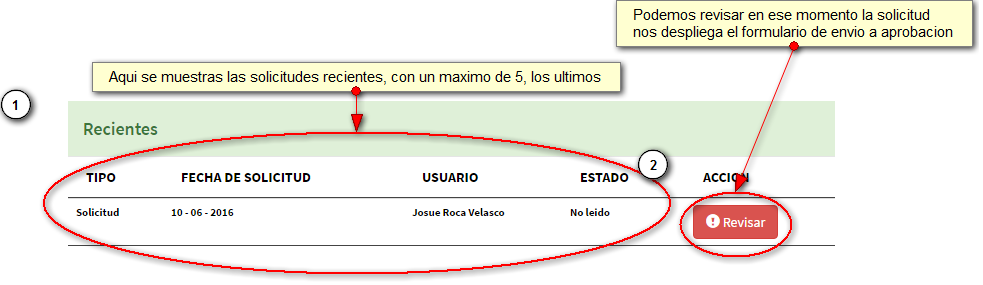 Podemos revisar en ese momento la solicitud
nos despliega el formulario de envio a aprobacion
Aqui se muestras las solicitudes recientes, con un maximo de 5, los ultimos
1
Recientes
2
TIPO FECHA DE SOLICITUD USUARIO ESTADO ACCION
Solicitud 10 - 06 - 2016 Josue Roca Velasco No leido Revisar